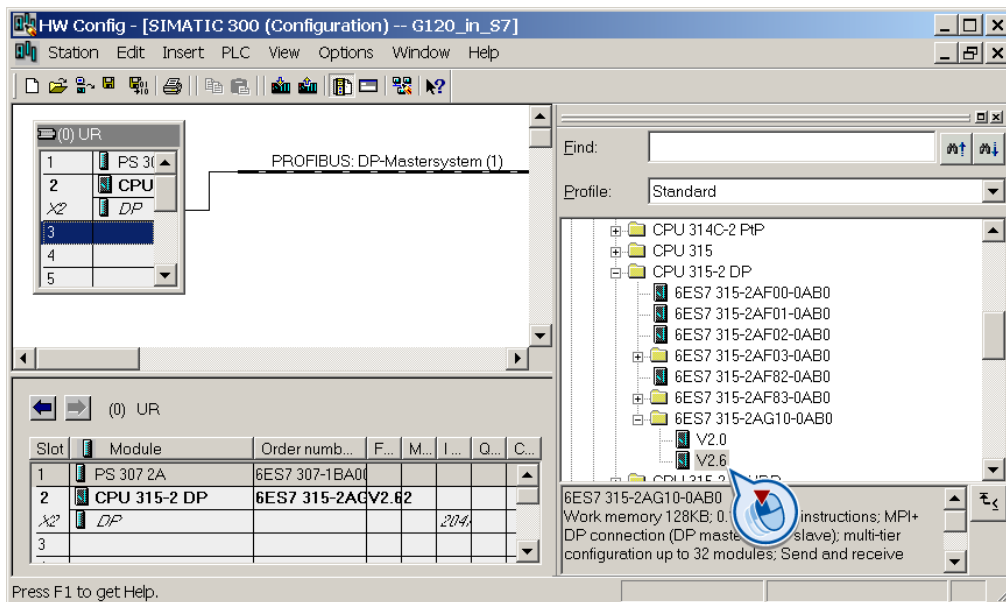 HW Config - [SIMATIC 300 (Configuration) -- G120_in_S7]
Station Edit Insert PLC View Options Window Help
(0) UR
1 PS 30
2 CPU
X2 DP
3
4
5
PROFIBUS: DP-Mastersystem (1)
Find:
Profile: Standard
CPU 314C-2 PtP
CPU 315
CPU 315-2 DP
6ES7 315-2AF00-0AB0
6ES7 315-2AF01-0AB0
6ES7 315-2AF02-0AB0
6ES7 315-2AF03-0AB0
6ES7 315-2AF82-0AB0
6ES7 315-2AF83-0AB0
6ES7 315-2AG10-0AB0
V2.0
V2.6
6ES7 315-2AG10-0AB0
Work memory 128KB; 0. instructions; MPI+
DP connection (DP mas slave); multi-tier
configuration up to 32 modules; Send and receive
(0) UR
Slot Module Order numb... F... M... I... Q... C...
1 PS 307 2A 6ES7 307-1BA00
2 CPU 315-2 DP 6ES7 315-2AG V2.6 2
X2 DP 204
3
Press F1 to get Help.